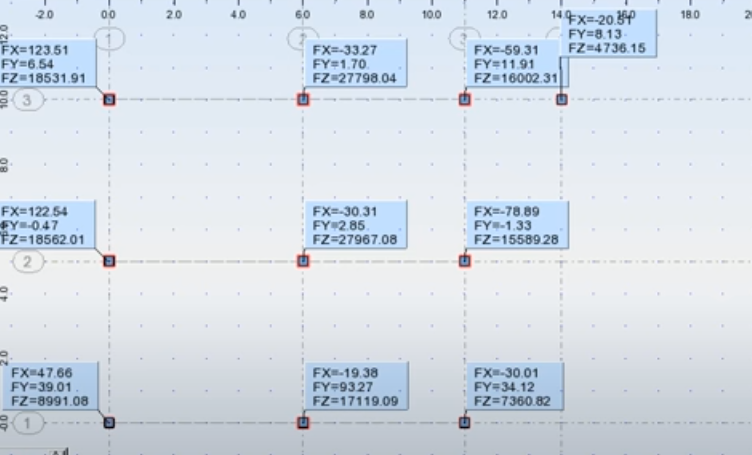 -2.0 0.0 2.0 4.0 6.0 8.0 10.0 12.0 14.0 16.0 18.0
FX=-20.51
FY=8.13
FZ=4736.15
12.0
FX=123.51
FY=6.54
FZ=18531.91
FX=-33.27
FY=1.70
FZ=27798.04
FX=-59.31
FY=11.91
FZ=16002.31
10.0
3
8.0
FX=122.54
FY=-0.47
FZ=18562.01
FX=-30.31
FY=2.85
FZ=27967.08
FX=-78.89
FY=-1.33
FZ=15589.28
2
4.0
2.0
FX=47.66
FY=39.01
FZ=8991.08
FX=-19.38
FY=93.27
FZ=17119.09
FX=-30.01
FY=34.12
FZ=7360.82
-0.0
1